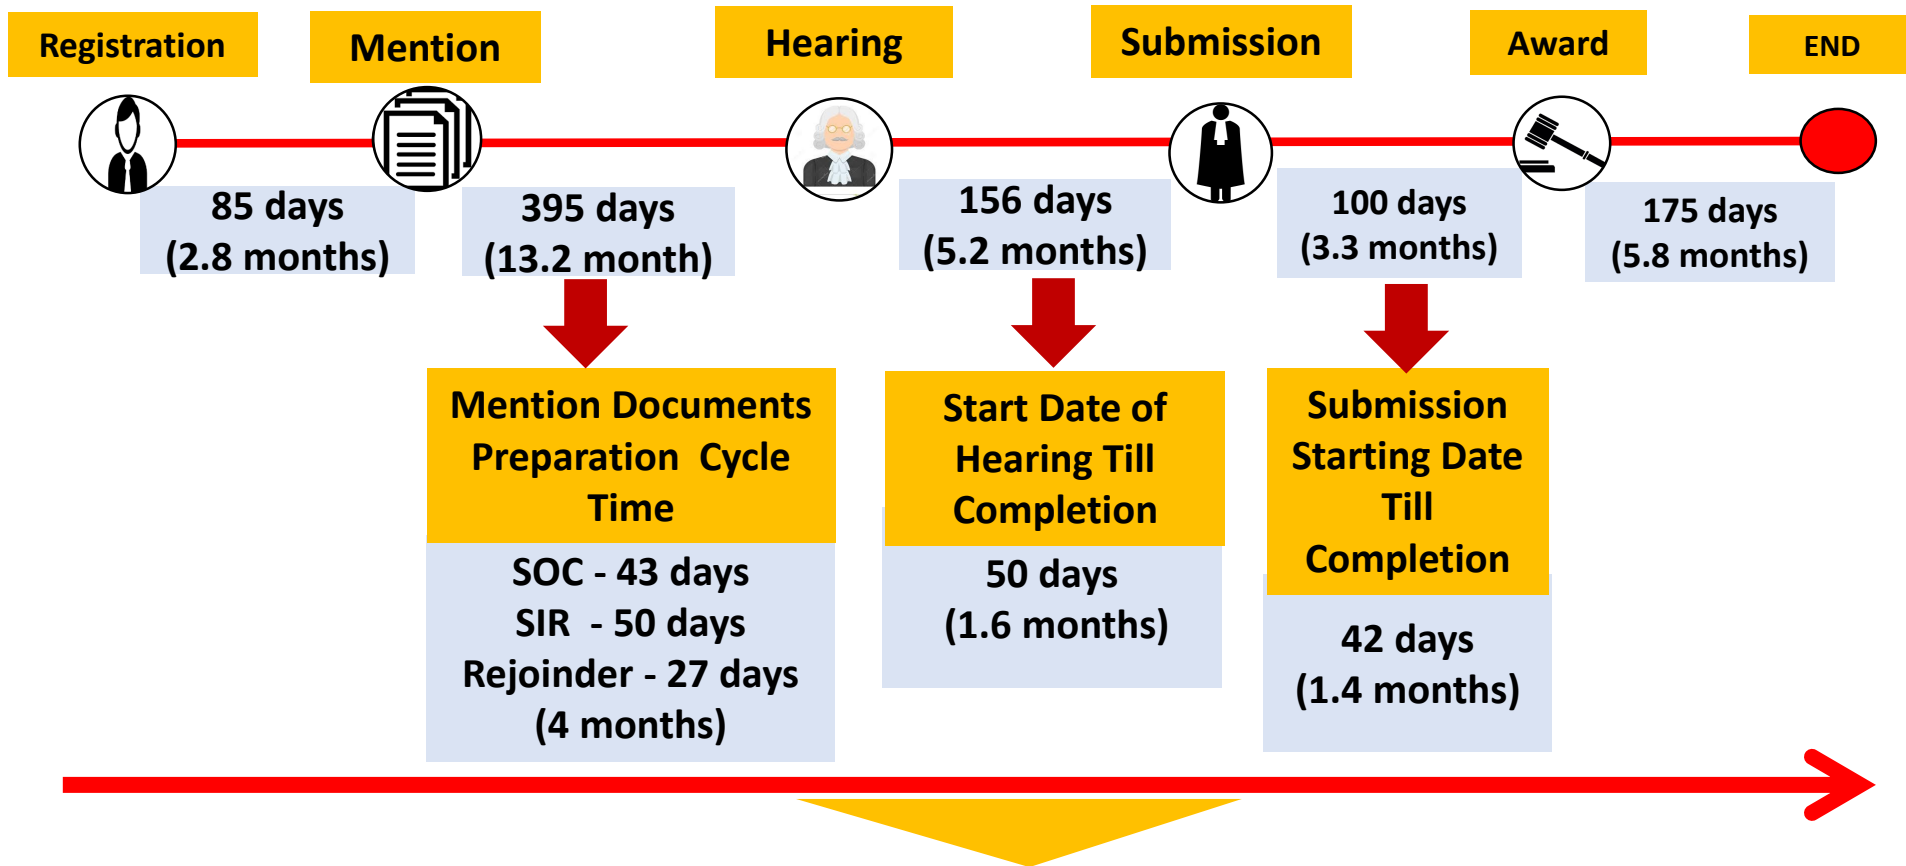 Registration
Mention
Hearing
Submission
Award
END
85 days
(2.8 months)
395 days
(13.2 month)
156 days
(5.2 months)
100 days
(3.3 months)
175 days
(5.8 months)
Mention Documents
Preparation Cycle
Time
SOC - 43 days
SIR - 50 days
Rejoinder - 27 days
(4 months)
Start Date of
Hearing Till
Completion
50 days
(1.6 months)
Submission
Starting Date
Till
Completion
42 days
(1.4 months)